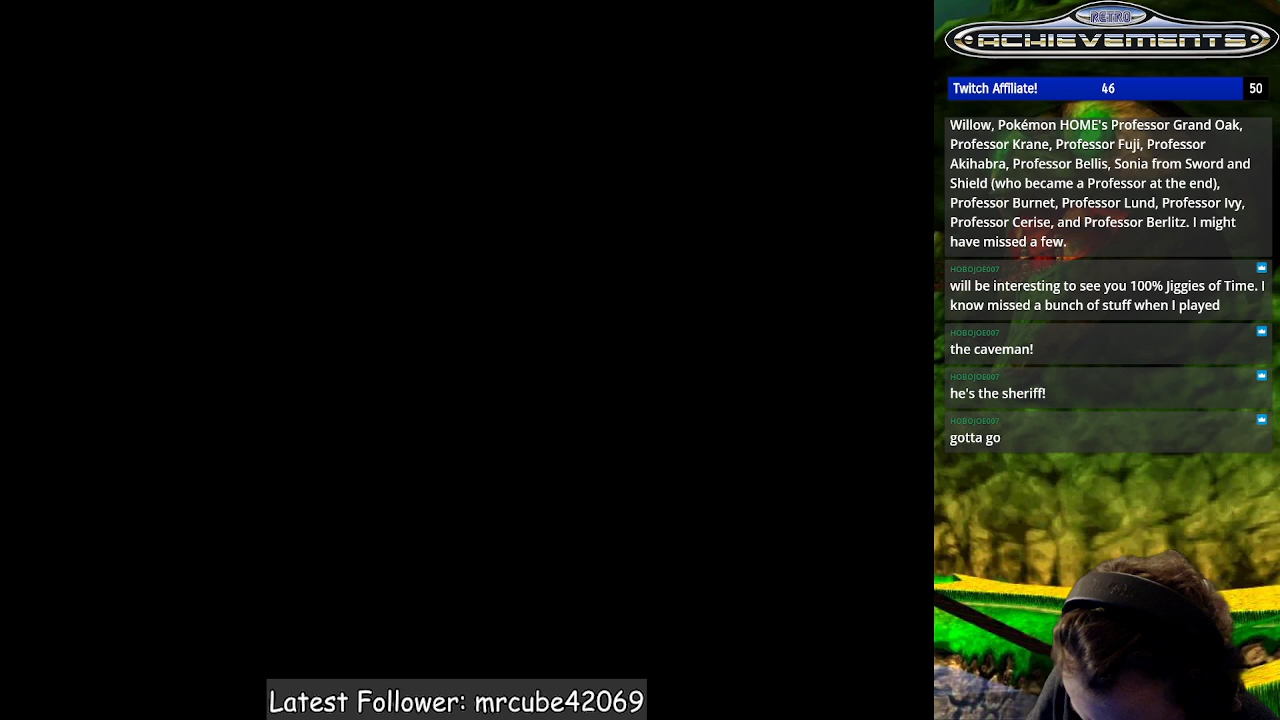 RETRO
ACHIEVEMENTS
Twitch Affiliate! 46 50
Willow, Pokémon HOME's Professor Grand Oak,
Professor Krane, Professor Fuji, Professor
Akihabra, Professor Bellis, Sonia from Sword and
Shield (who became a Professor at the end),
Professor Burnet, Professor Lund, Professor Ivy,
Professor Cerise, and Professor Berlitz. I might
have missed a few.
HOBOJOE007
will be interesting to see you 100% Jiggies of Time. I
know missed a bunch of stuff when I played
HOBOJOE007
the caveman!
HOBOJOE007
he's the sheriff!
HOBOJOE007
gotta go
Latest Follower: mrcube42069